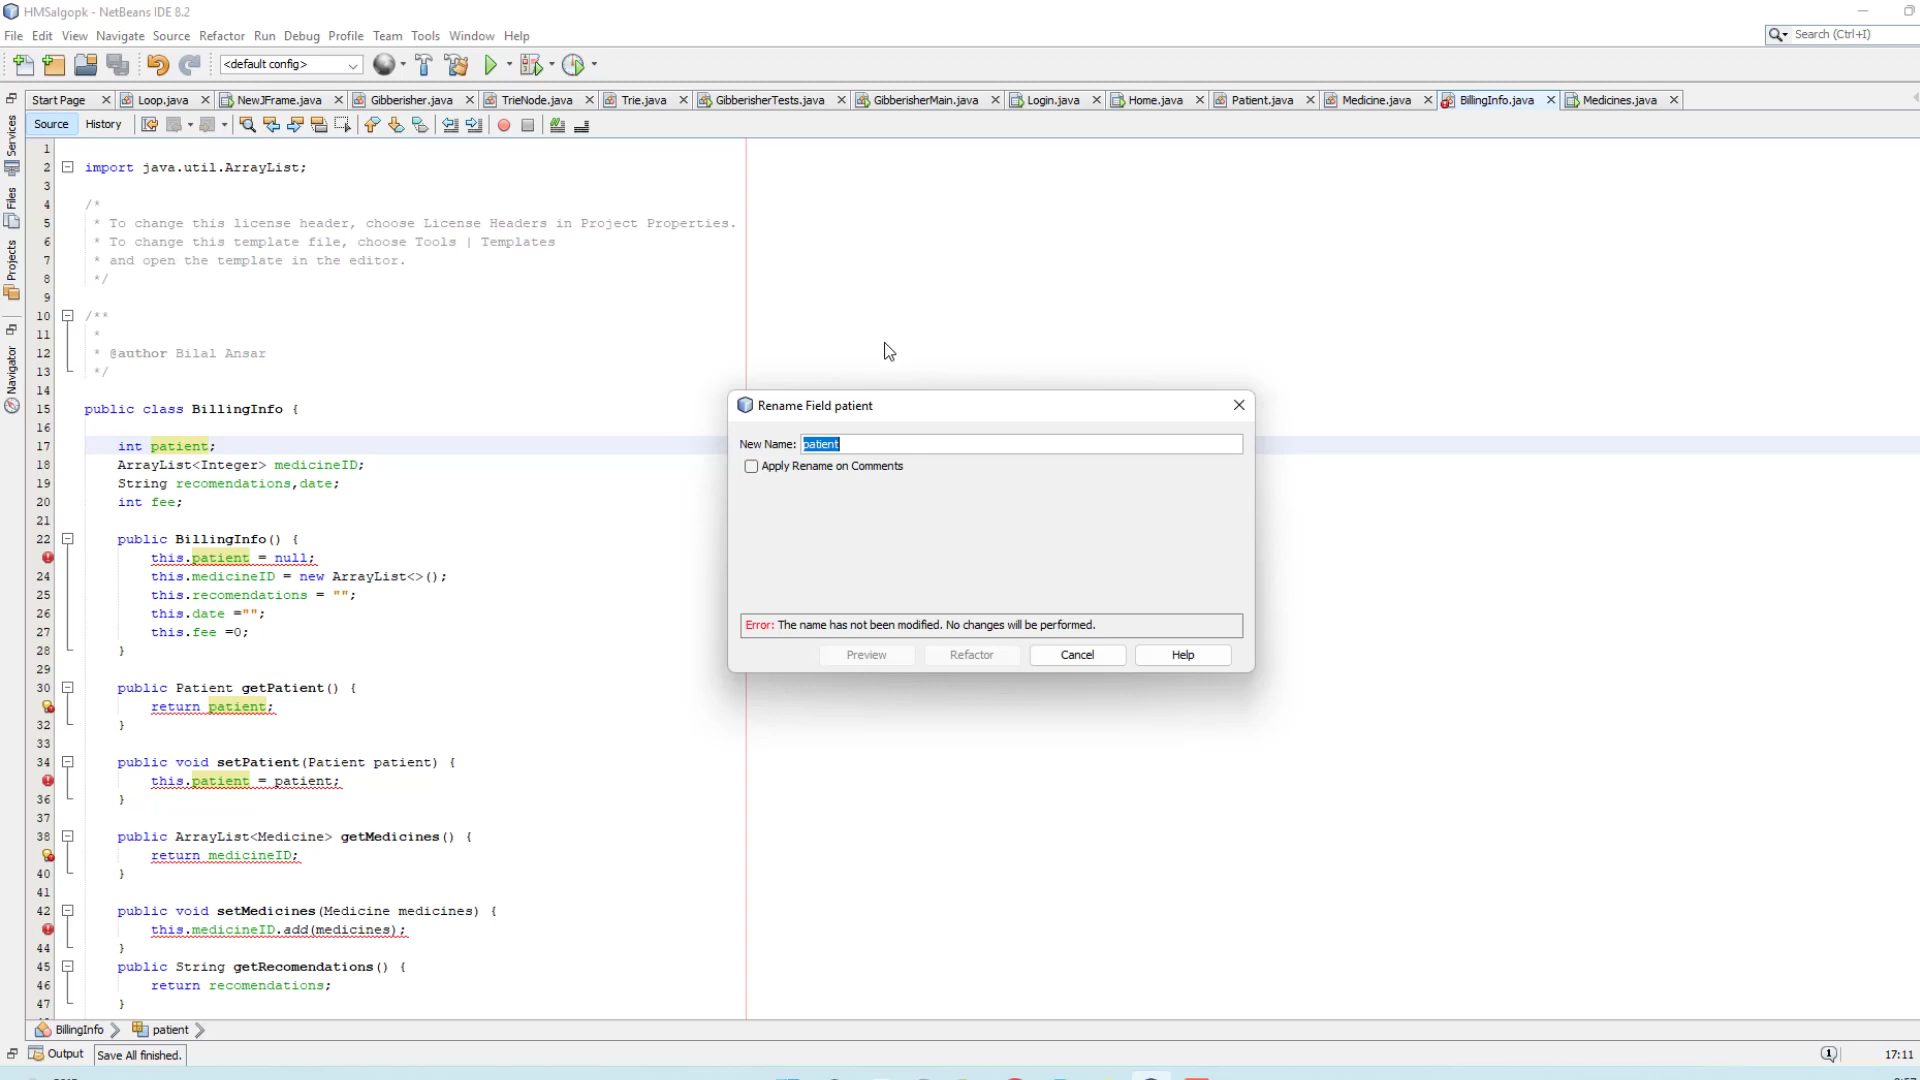 HMSalgopk - NetBeans IDE 8.2
File Edit View Navigate Source Refactor Run Debug Profile Team Tools Window Help
Search (Ctrl+I)
<default config>
Start Page Loop.java NewJFrame.java Gibberisher.java TrieNode.java Trie.java GibberisherTests.java GibberisherMain.java Login.java Home.java Patient.java Medicine.java BillingInfo.java Medicines.java
Source History
Services
Files
Projects
Navigator
1
2 import java.util.ArrayList;
3
4 /*
5 * To change this license header, choose License Headers in Project Properties.
6 * To change this template file, choose Tools | Templates
7 * and open the template in the editor.
8 */
9
10 /**
11 *
12 * @author Bilal Ansar
13 */
14
15 public class BillingInfo {
16
17 int patient;
18 ArrayList<Integer> medicineID;
19 String recomendations,date;
20 int fee;
21
22 public BillingInfo() {
this.patient = null;
24 this.medicineID = new ArrayList<>();
25 this.recomendations = "";
26 this.date ="";
27 this.fee =0;
28 }
29
30 public Patient getPatient() {
return patient;
32 }
33
34 public void setPatient(Patient patient) {
this.patient = patient;
36 }
37
38 public ArrayList<Medicine> getMedicines() {
return medicineID;
40 }
41
42 public void setMedicines(Medicine medicines) {
this.medicineID.add(medicines);
44 }
45 public String getRecomendations() {
46 return recomendations;
47 }
Rename Field patient
New Name: patient
Apply Rename on Comments
Error: The name has not been modified. No changes will be performed.
Preview Refactor Cancel Help
BillingInfo patient
Output Save All finished.
1 17:11